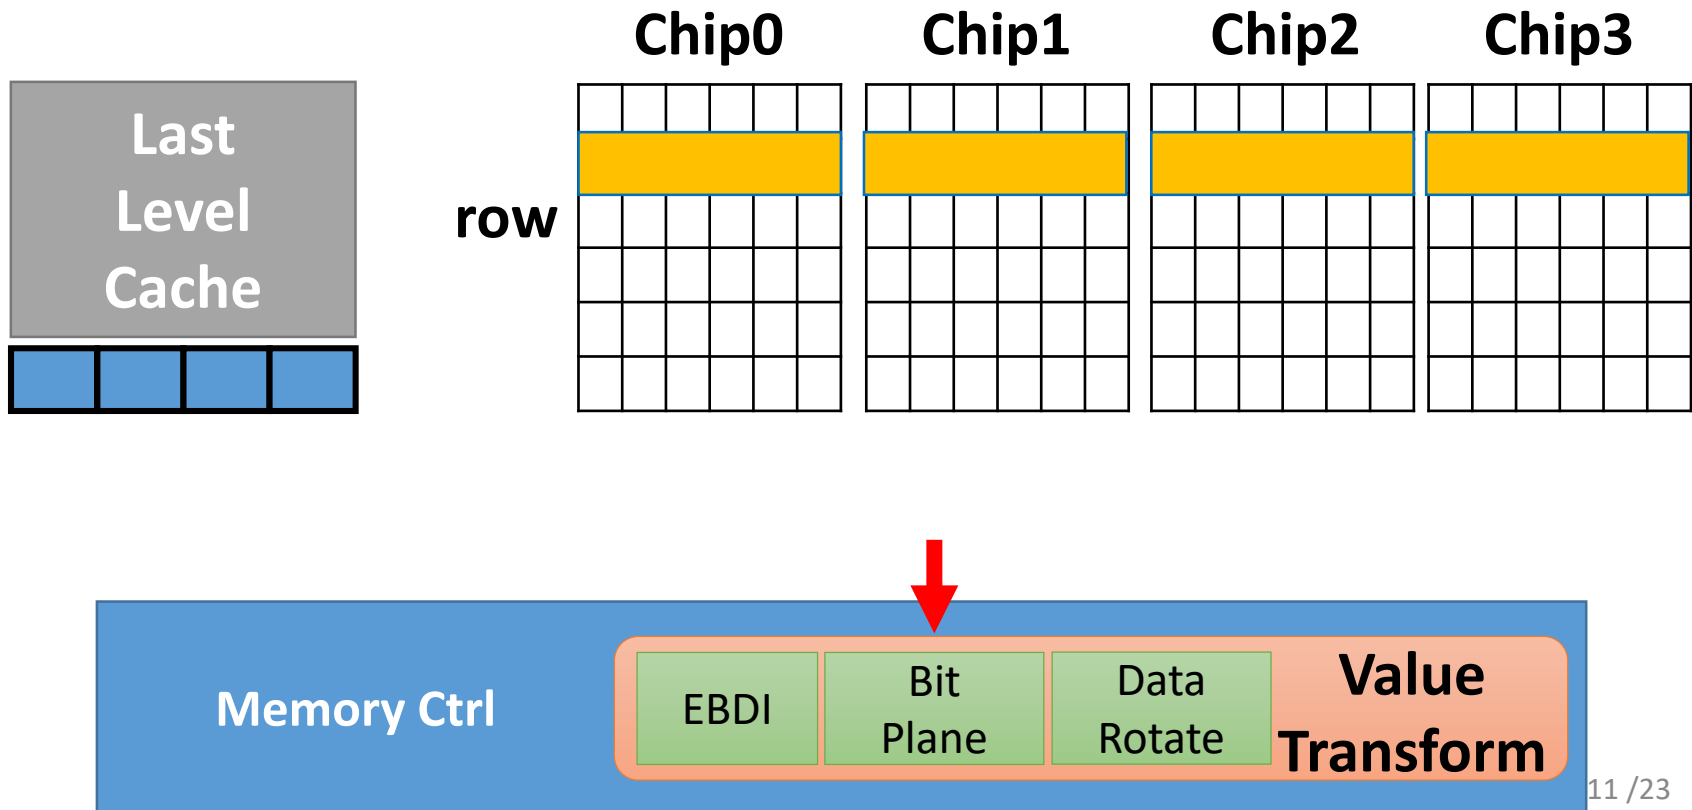 Chip0 Chip1 Chip2 Chip3
Last
Level
Cache
row
Memory Ctrl
EBDI
Bit
Plane
Data
Rotate
Value
Transform
11 /23